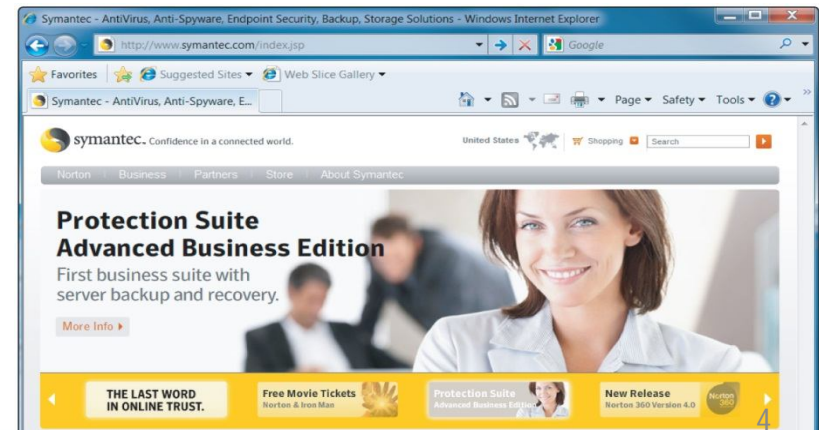 Symantec - AntiVirus, Anti-Spyware, Endpoint Security, Backup, Storage Solutions - Windows Internet Explorer
http://www.symantec.com/index.jsp
Google
Favorites Suggested Sites Web Slice Gallery
Symantec - AntiVirus, Anti-Spyware, E... Page Safety Tools
symantec. Confidence in a connected world. United States Shopping Search
Norton Business Partners Store About Symantec
Protection Suite
Advanced Business Edition
First business suite with
server backup and recovery.
More Info
THE LAST WORD
IN ONLINE TRUST.
Free Movie Tickets
Norton & Iron Man
Protection Suite
Advanced Business Edition
New Release
Norton 360 Version 4.0
Norton
360
4